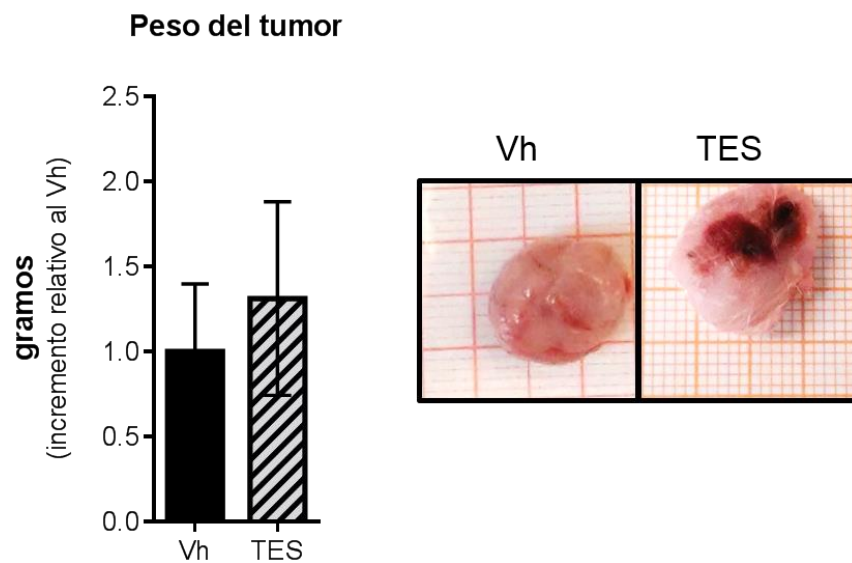 Peso del tumor
gramos
(incremento relativo al Vh)
2.5
2.0
1.5
1.0
0.5
0.0
Vh
TES
Vh
TES